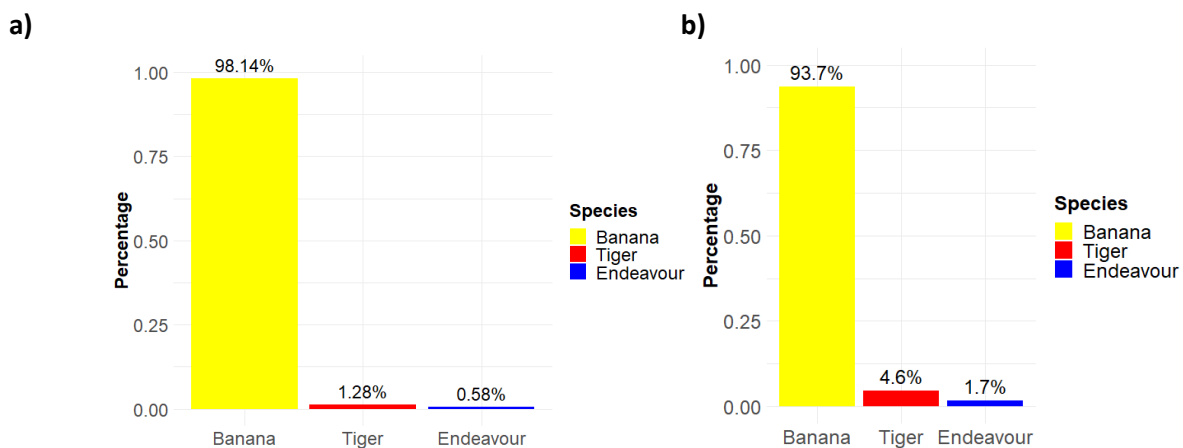 a)
98.14%
1.00
0.75
0.50
0.25
0.00
Percentage
1.28%
0.58%
Banana Tiger Endeavour
Species
Banana
Tiger
Endeavour
b)
93.7%
1.00
0.75
0.50
0.25
0.00
Percentage
4.6%
1.7%
Banana Tiger Endeavour
Species
Banana
Tiger
Endeavour